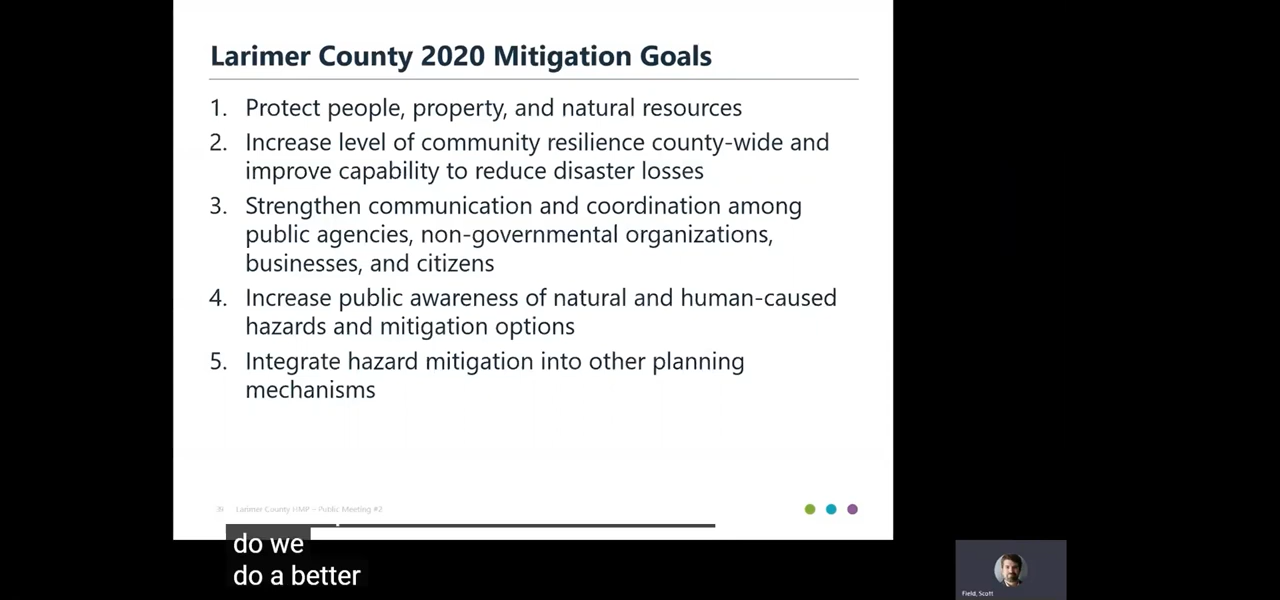 Larimer County 2020 Mitigation Goals
1. Protect people, property, and natural resources
2. Increase level of community resilience county-wide and
improve capability to reduce disaster losses
3. Strengthen communication and coordination among
public agencies, non-governmental organizations,
businesses, and citizens
4. Increase public awareness of natural and human-caused
hazards and mitigation options
5. Integrate hazard mitigation into other planning
mechanisms
Larimer County HMP – Public Meeting #2
do we
do a better
Field, Scott